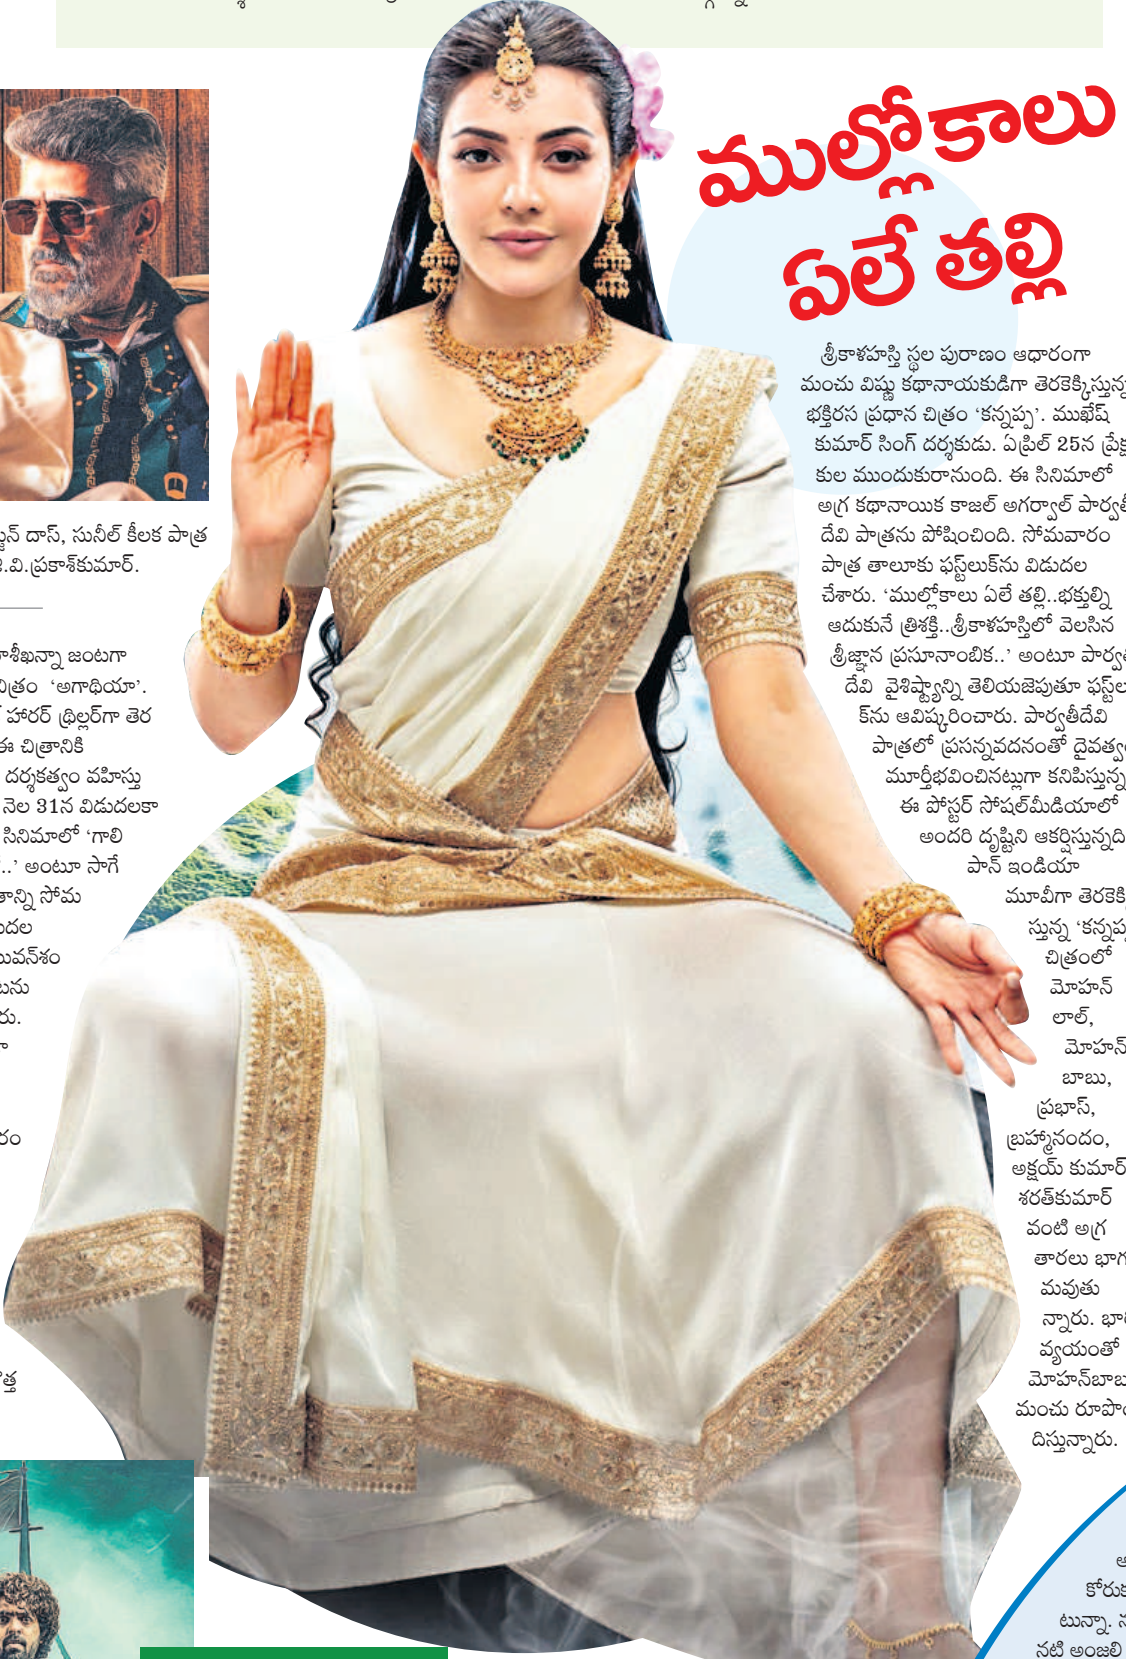 ముల్లోకాలు
ఏలే తల్లి
శ్రీకాళహస్తి స్థల పురాణం ఆధారంగా
మంచు విష్ణు కథానాయకుడిగా తెరకెక్కిస్తున్న
భక్తిరస ప్రధాన చిత్రం ‘కన్నప్ప’. ముఖేష్
కుమార్ సింగ్ దర్శకుడు. ఏప్రిల్ 25న ప్రేక్ష
కుల ముందుకురానుంది. ఈ సినిమాలో
అగ్ర కథానాయిక కాజల్ అగర్వాల్ పార్వతీ
దేవి పాత్రను పోషించింది. సోమవారం
పాత్ర తాలూకు ఫస్ట్‌లుక్‌ను విడుదల
చేశారు. ‘ముల్లోకాలు ఏలే తల్లి..భక్తుల్ని
ఆదుకునే త్రిశక్తి..శ్రీకాళహస్తిలో వెలసిన
శ్రీజ్ఞాన ప్రసూనాంబిక..’ అంటూ పార్వతీ
దేవి వైశిష్ట్యాన్ని తెలియజెపుతూ ఫస్ట్‌లు
క్‌ను ఆవిష్కరించారు. పార్వతీదేవి
పాత్రలో ప్రసన్నవదనంతో దైవత్వం
మూర్తీభవించినట్లుగా కనిపిస్తున్న
ఈ పోస్టర్ సోషల్‌మీడియాలో
అందరి దృష్టిని ఆకర్షిస్తున్నది
పాన్ ఇండియా
మూవీగా తెరకెక్కి
స్తున్న ‘కన్నప్ప
చిత్రంలో
మోహన్
లాల్,
మోహన్
బాబు,
ప్రభాస్,
బ్రహ్మానందం,
అక్షయ్ కుమార్
శరత్‌కుమార్
వంటి అగ్ర
తారలు భాగ
మవుతు
న్నారు. భారీ
వ్యయంతో
మోహన్‌బాబు
మంచు రూపొం
దిస్తున్నారు.
దాస్, సునీల్ కీలక పాత్ర
జి.వి.ప్రకాశ్‌కుమార్.
రాశీఖన్నా జంటగా
చిత్రం ‘అగాథియా’.
హారర్ థ్రిల్లర్‌గా తెర
ఈ చిత్రానికి
దర్శకత్వం వహిస్తు
నెల 31న విడుదలకా
సినిమాలో ‘గాలి
..’ అంటూ సాగే
సోమ
కోరుక
టున్నా.
నటి అంజలి